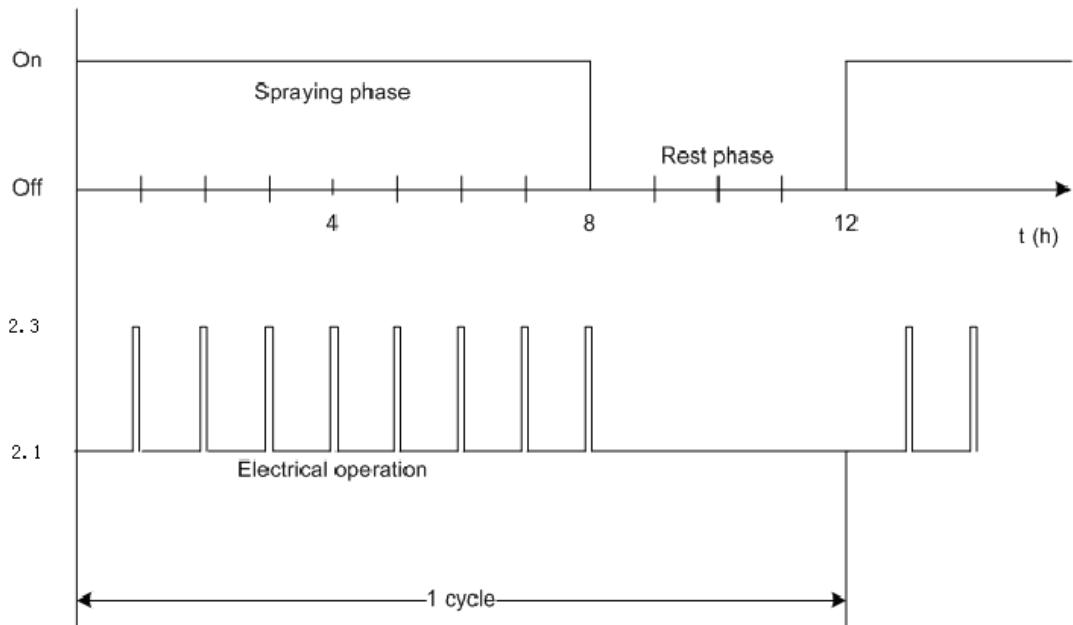 On
Spraying phase
Rest phase
Off
4
8
12
t (h)
2.3
2.1
Electrical operation
1 cycle